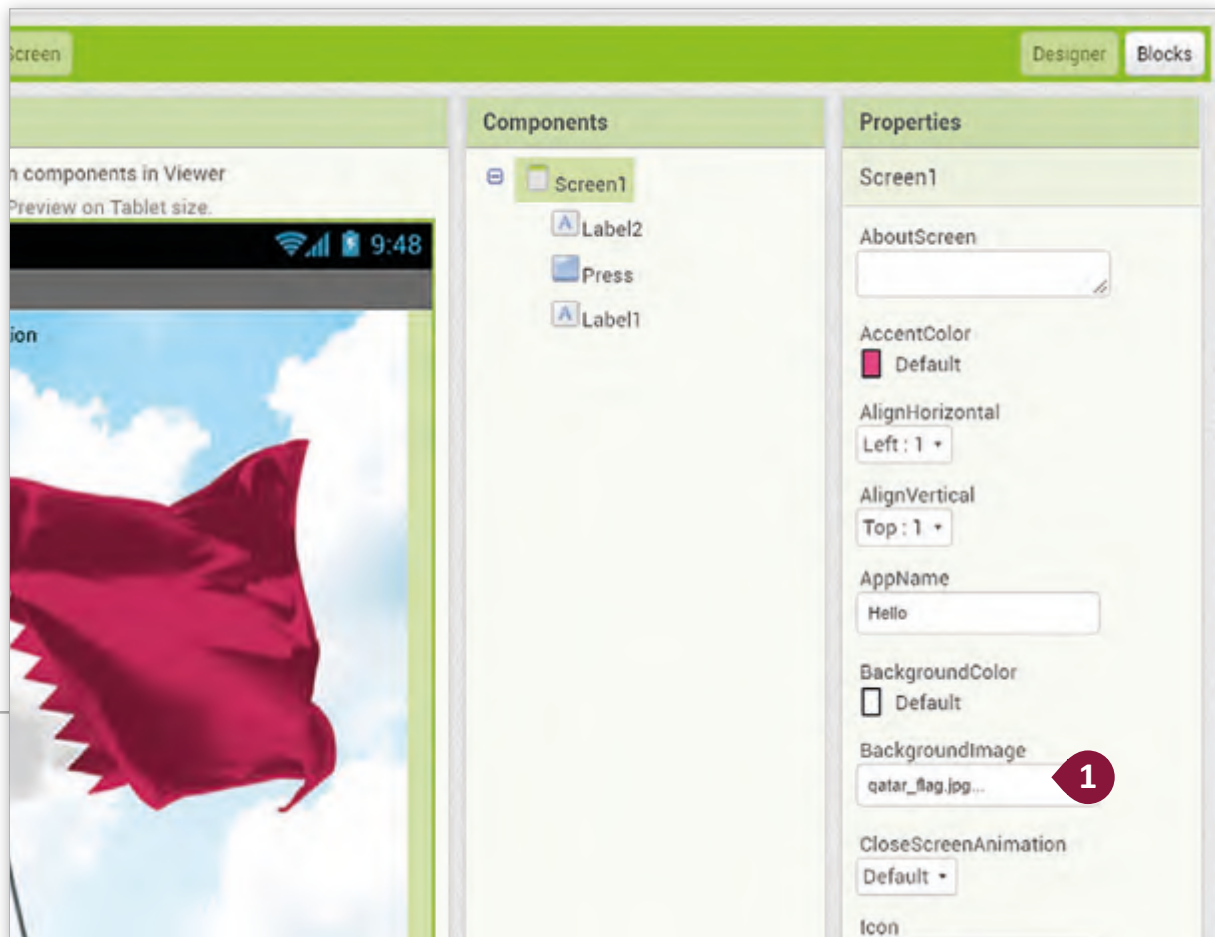 Screen
Designer
Blocks
Components
Properties
n components in Viewer
Preview on Tablet size.
9:48
ion
Screen1
Label2
Press
Label1
Screen1
AboutScreen
AccentColor
Default
AlignHorizontal
Left : 1
AlignVertical
Top : 1
AppName
Hello
BackgroundColor
Default
BackgroundImage
qatar_flag.jpg...
1
CloseScreenAnimation
Default
Icon